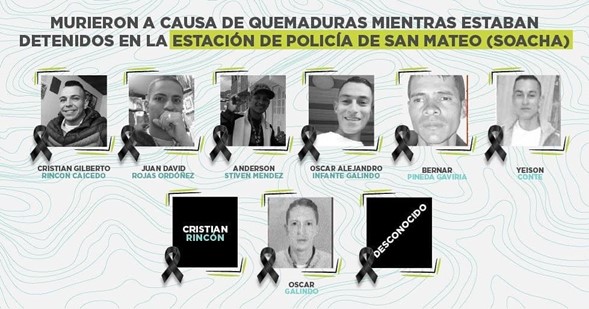 MURIERON A CAUSA DE QUEMADURAS MIENTRAS ESTABAN
DETENIDOS EN LA ESTACIÓN DE POLICÍA DE SAN MATEO (SOACHA)
CRISTIAN GILBERTO
RINCON CAICEDO
JUAN DAVID
ROJAS ORDÓÑEZ
ANDERSON
STIVEN MENDEZ
OSCAR ALEJANDRO
INFANTE GALINDO
BERNAR
PINEDA GAVIRIA
YEISON
CONTE
CRISTIAN
RINCÓN
OSCAR
GALINDO
DESCONOCIDO